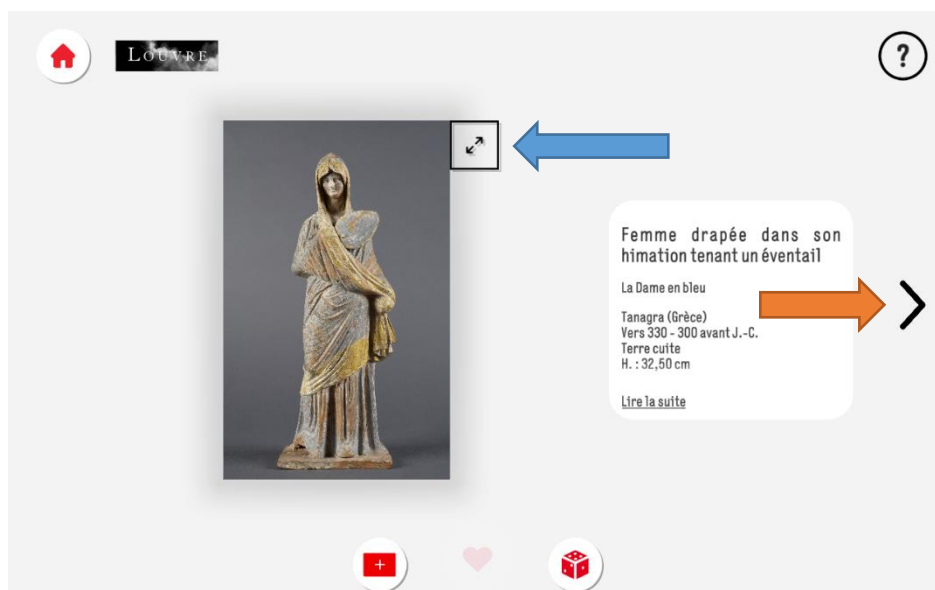 LOUVRE
?
Femme drapée dans son
himation tenant un éventail
La Dame en bleu
Tanagra (Grèce)
Vers 330 - 300 avant J.-C.
Terre cuite
H. : 32,50 cm
Lire la suite